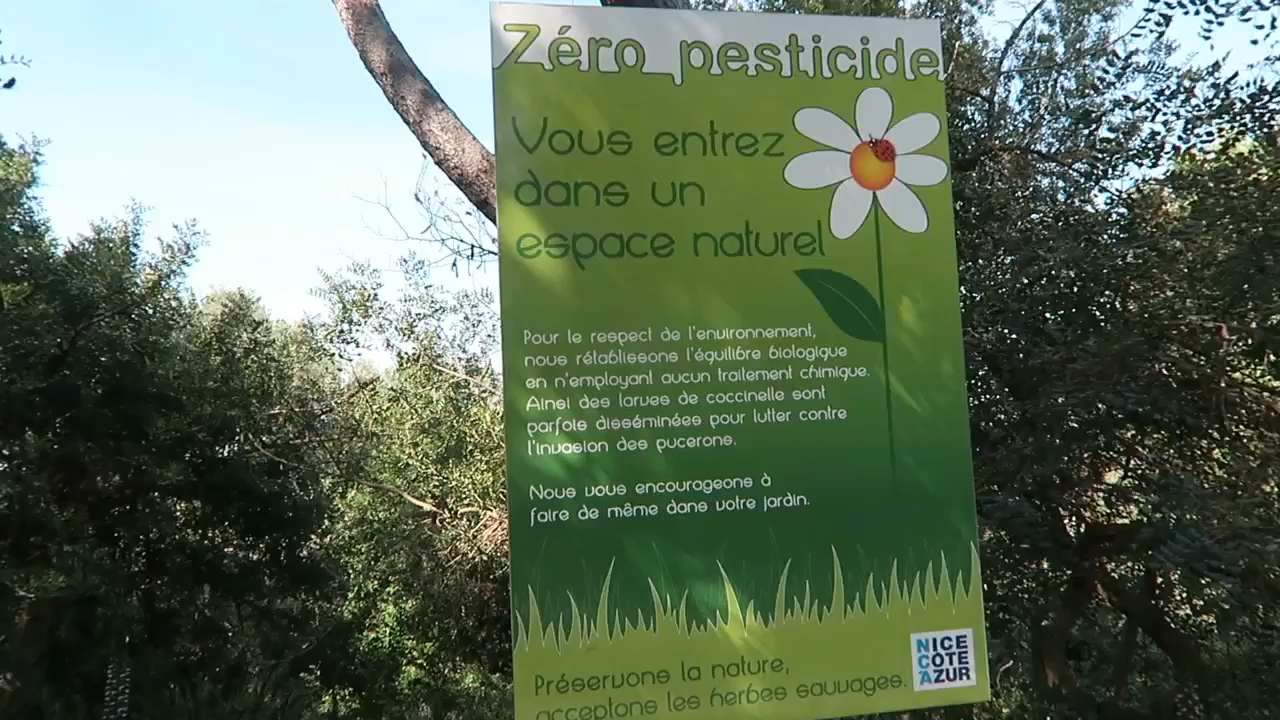 Zéro pesticide
Vous entrez
dans un
espace naturel
Pour le respect de l'environnement,
nous rétablissons l'équilibre biologique
en n'employant aucun traitement chimique.
Ainsi des larves de coccinelle sont
parfois disséminées pour lutter contre
l'invasion des pucerons.
Nous vous encourageons à
faire de même dans votre jardin.
Préservons la nature,
acceptons les herbes sauvages.
NICE
CÔTE
AZUR